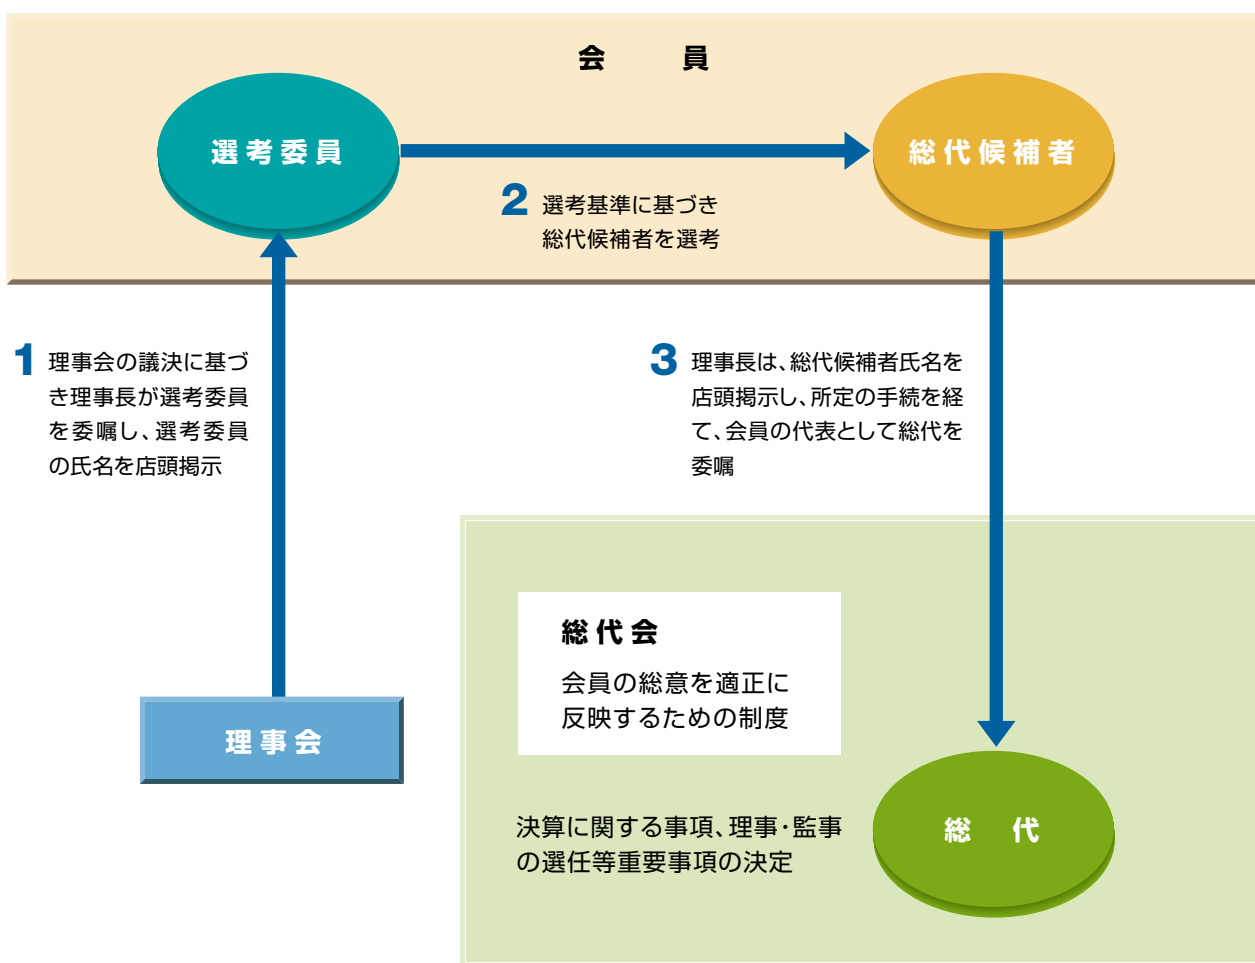 会員
選考委員
総代候補者
2 選考基準に基づき
総代候補者を選考
1 理事会の議決に基づ
き理事長が選考委員
を委嘱し、選考委員
の氏名を店頭掲示
3 理事長は、総代候補者氏名を
店頭掲示し、所定の手続を経
て、会員の代表として総代を
委嘱
理事会
総代会
会員の総意を適正に
反映するための制度
決算に関する事項、理事・監事
の選任等重要事項の決定
総代